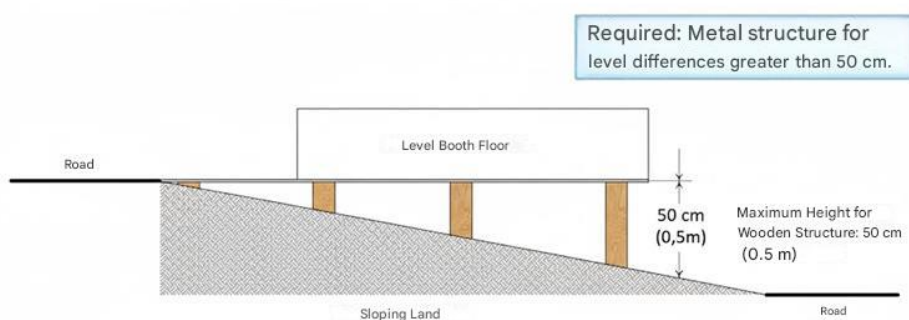 Required: Metal structure for
level differences greater than 50 cm.
Level Booth Floor
Road
50 cm
(0,5m)
Maximum Height for
Wooden Structure: 50 cm
(0.5 m)
Sloping Land
Road